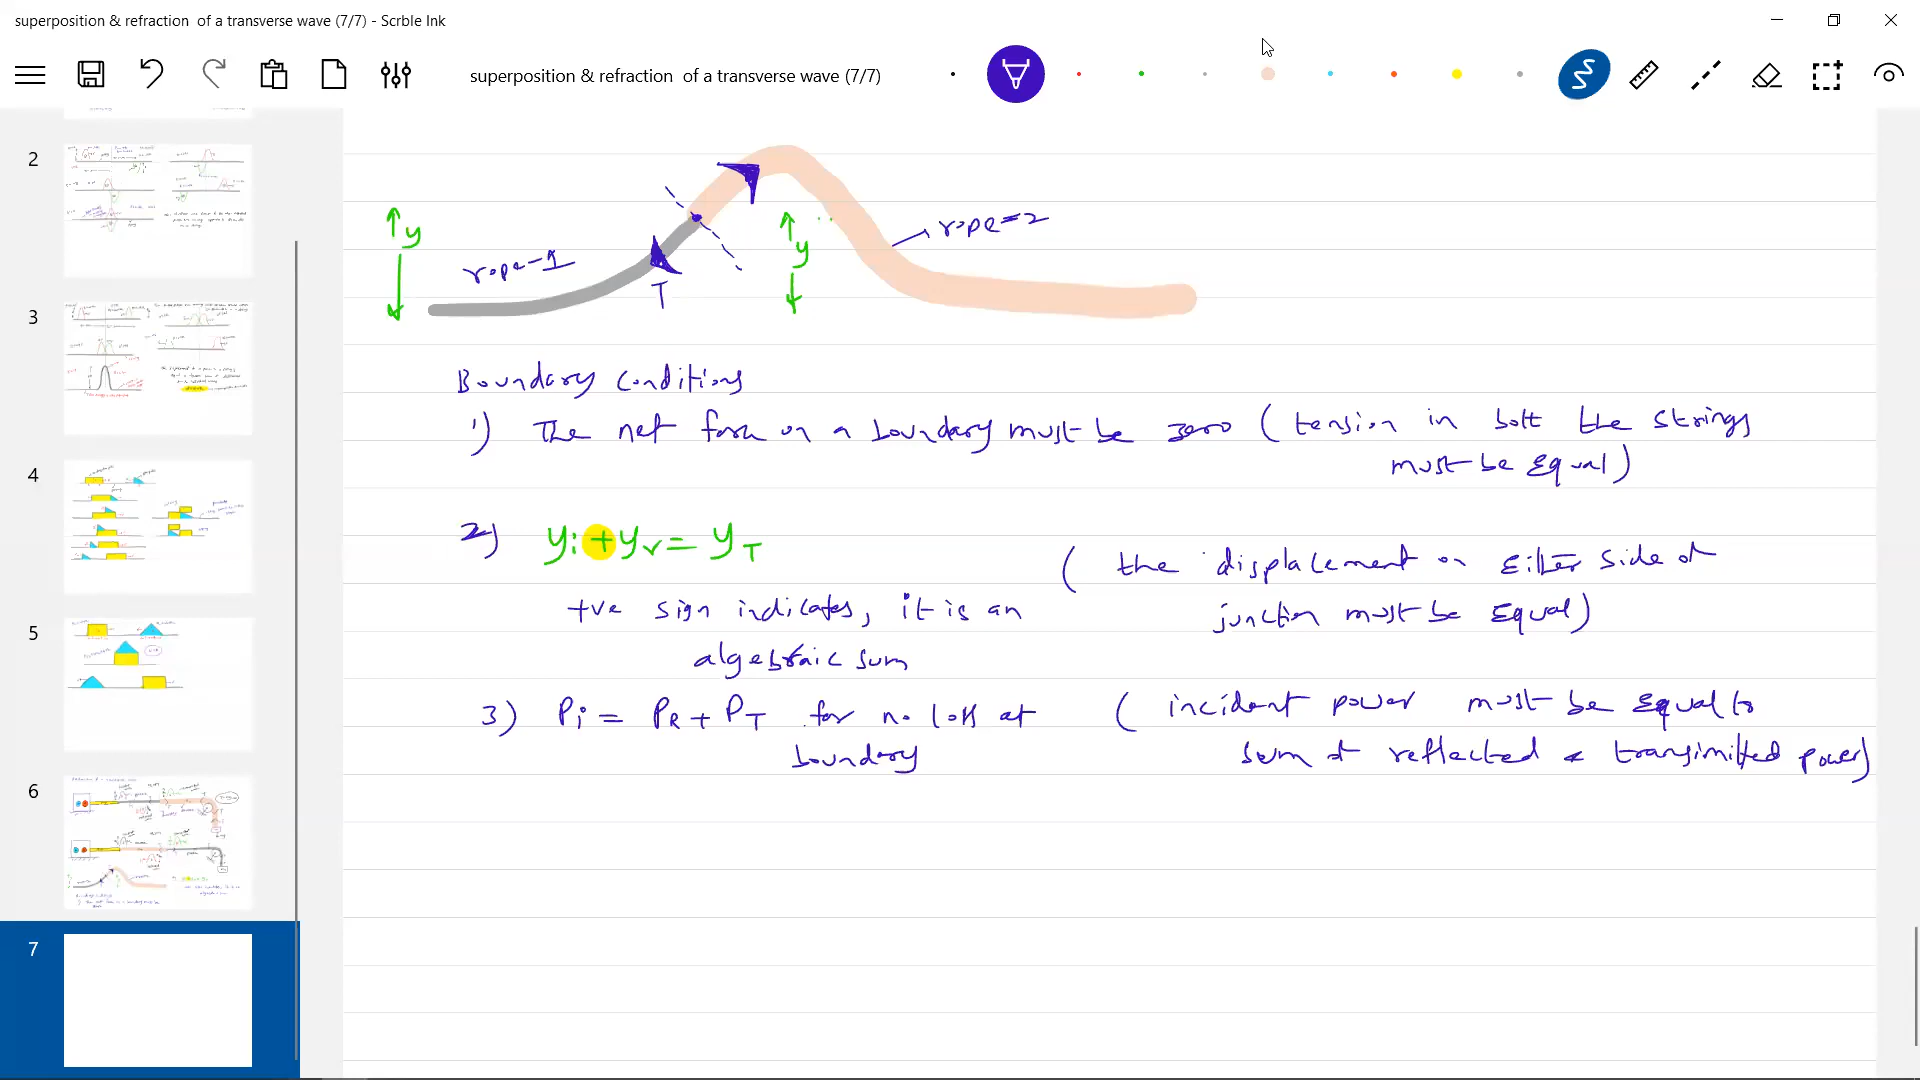 superposition & refraction of a transverse wave (7/7) - Scrble Ink
superposition & refraction of a transverse wave (7/7)
2
3
4
5
6
7
y
rope-1
T
y
rope=2
Boundary conditions
1) The net force on a boundary must be zero (tension in both the strings
must be equal)
2) yi + yr = yT
(the displacement on either side of
junction must be equal)
+ve sign indicates, it is an
algebraic sum
3) Pi = PR + PT for no loss at
boundary
(incident power must be equal to
sum of reflected & transimitted power)